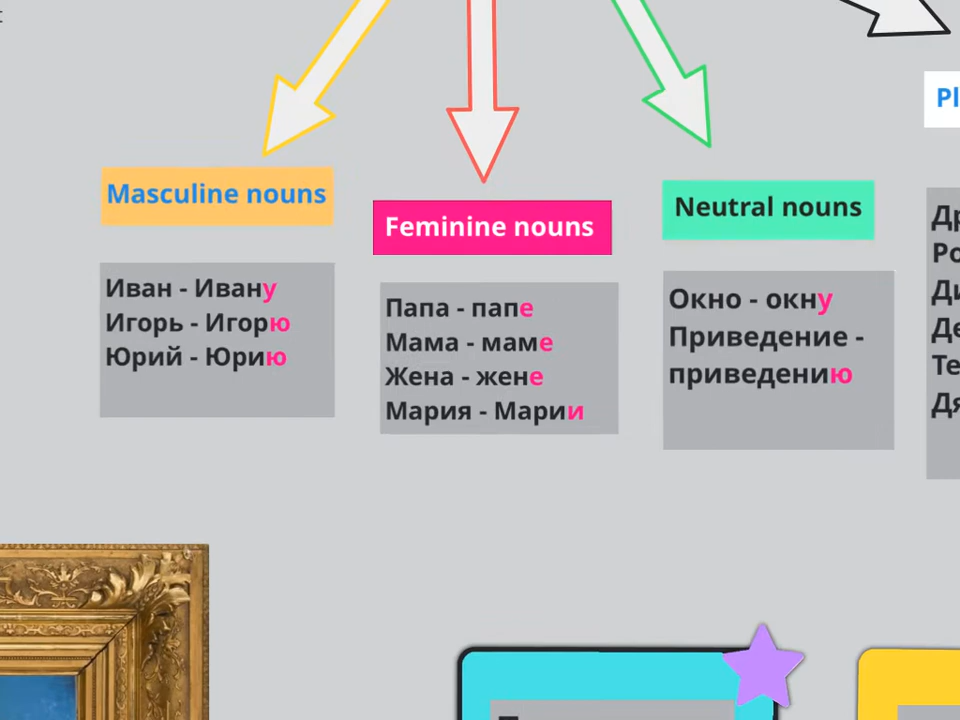 Masculine nouns
Иван - Ивану
Игорь - Игорю
Юрий - Юрию
Feminine nouns
Папа - папе
Мама - маме
Жена - жене
Мария - Марии
Neutral nouns
Окно - окну
Приведение -
приведению